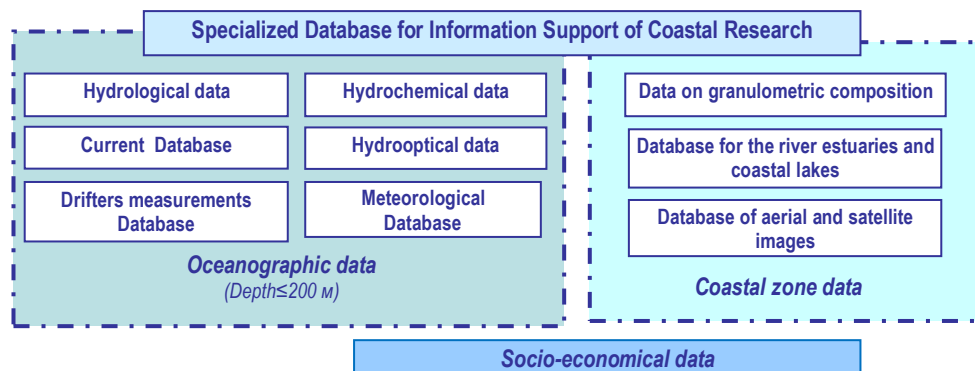 Specialized Database for Information Support of Coastal Research
Hydrological data
Hydrochemical data
Current Database
Hydrooptical data
Drifters measurements
Database
Meteorological
Database
Oceanographic data
(Depth≤200 м)
Data on granulometric composition
Database for the river estuaries and
coastal lakes
Database of aerial and satellite
images
Coastal zone data
Socio-economical data